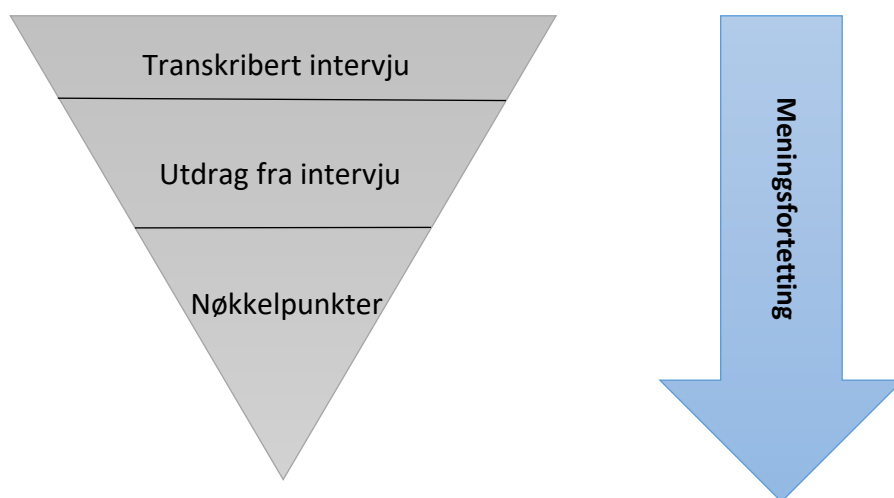 Transkribert intervju
Utdrag fra intervju
Nøkkelpunkter
Meningsfortetting